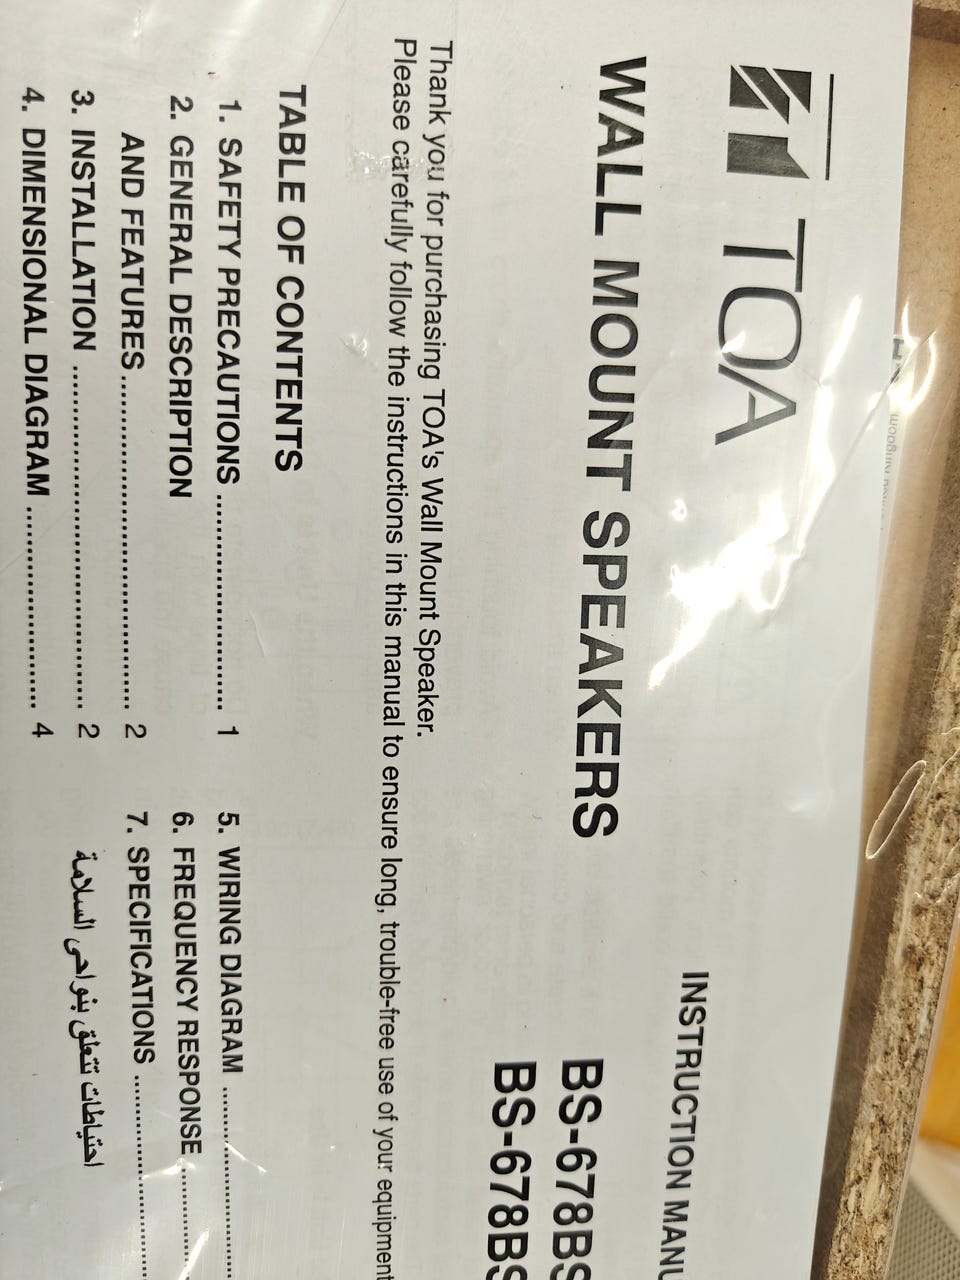 TOA
INSTRUCTION MANU
WALL MOUNT SPEAKERS
BS-678BS
BS-678BS
Thank you for purchasing TOA's Wall Mount Speaker.
Please carefully follow the instructions in this manual to ensure long, trouble-free use of your equipment
TABLE OF CONTENTS
1. SAFETY PRECAUTIONS .......................... 1
2. GENERAL DESCRIPTION
AND FEATURES ........................................ 2
3. INSTALLATION ......................................... 2
4. DIMENSIONAL DIAGRAM ........................ 4
5. WIRING DIAGRAM ........................
6. FREQUENCY RESPONSE ..............
7. SPECIFICATIONS ........................
احتياطات تتعلق بنواحى السلامة